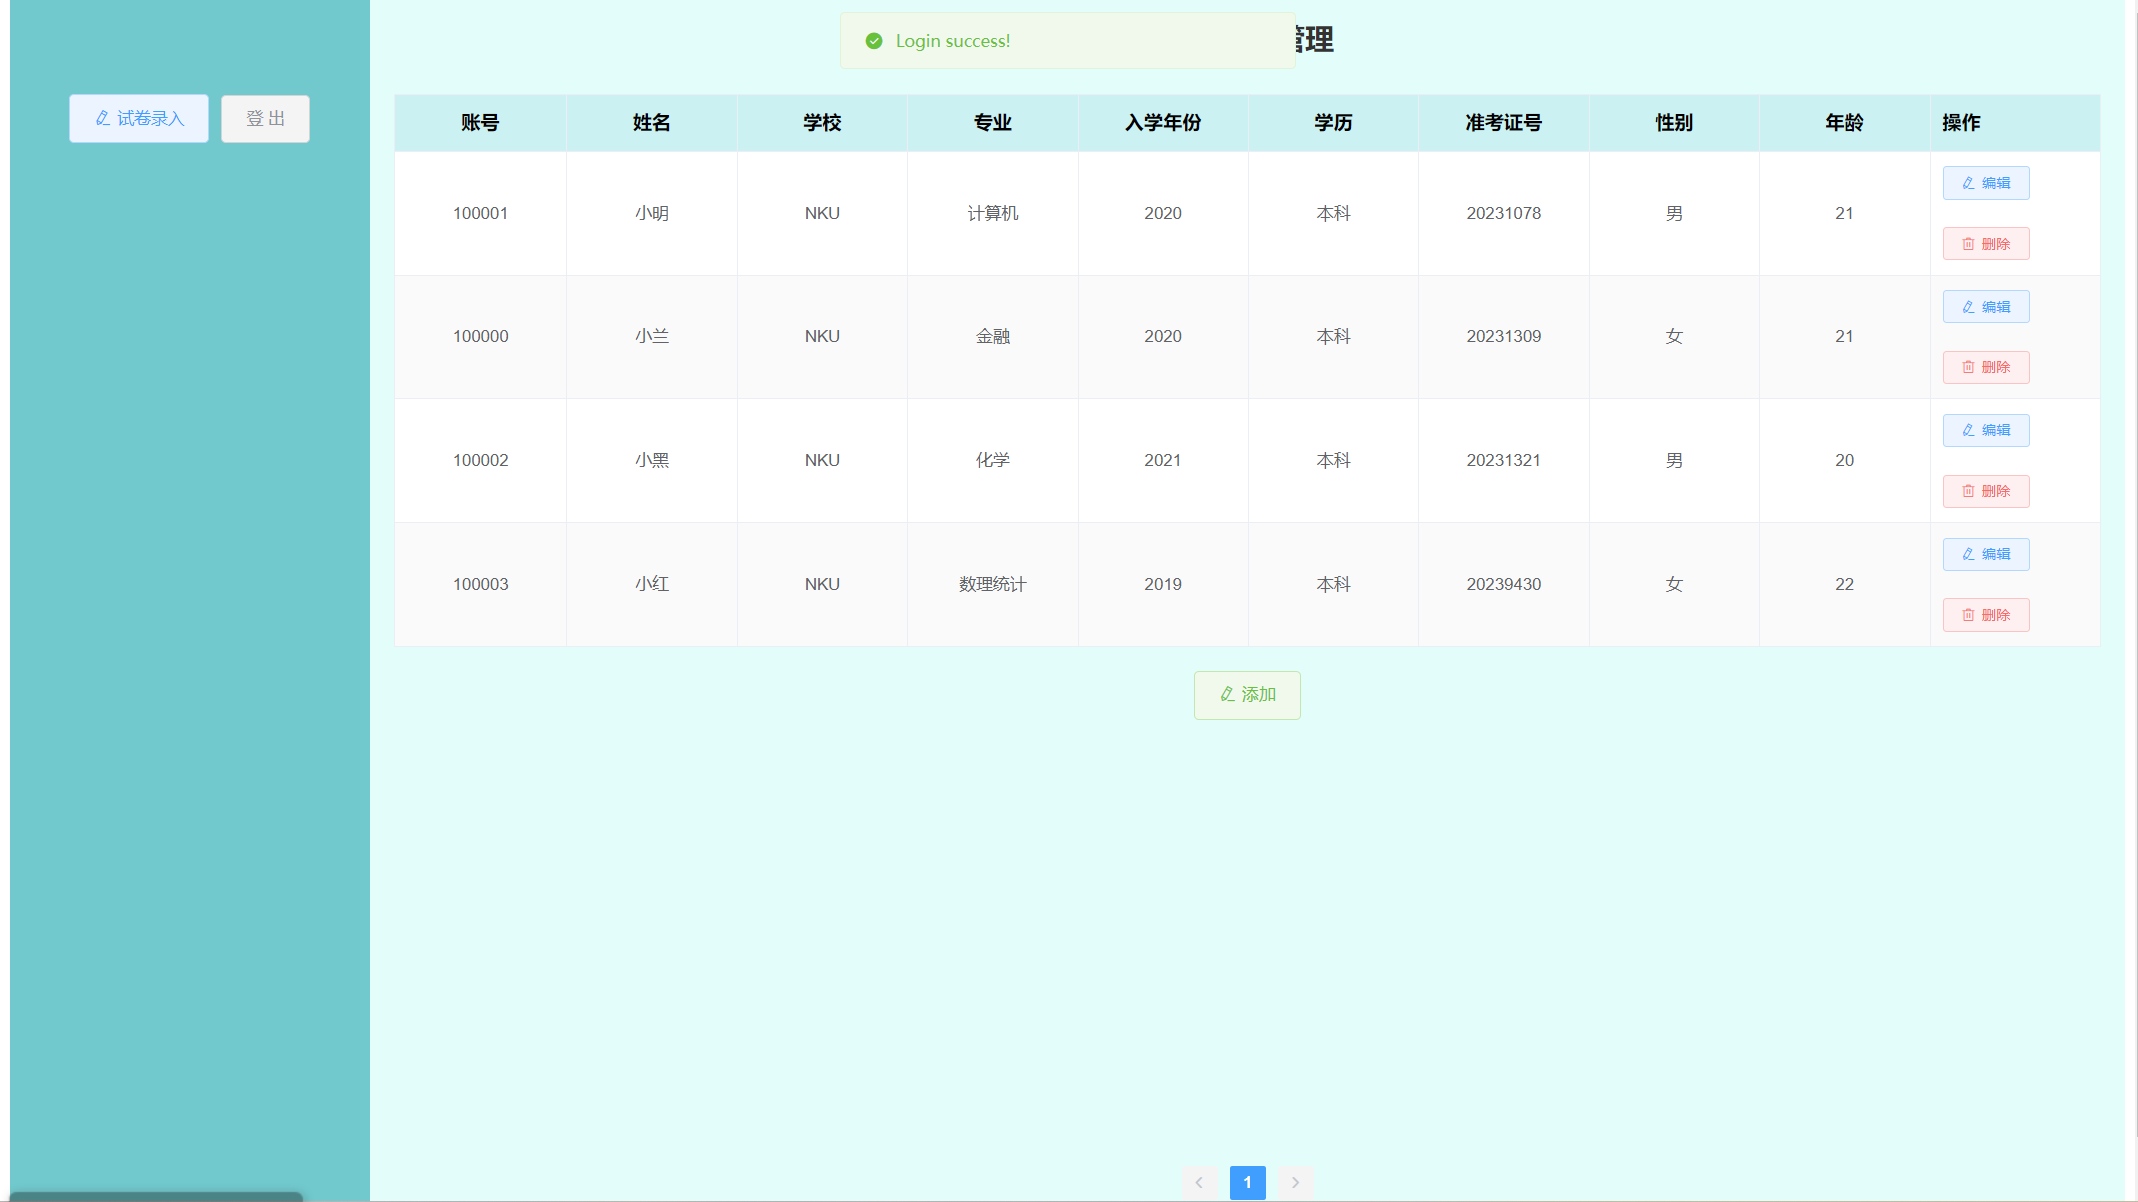 Login success!
管理
试卷录入 登 出
账号 姓名 学校 专业 入学年份 学历 准考证号 性别 年龄 操作
编辑
100001 小明 NKU 计算机 2020 本科 20231078 男 21
删除
编辑
100000 小兰 NKU 金融 2020 本科 20231309 女 21
删除
编辑
100002 小黑 NKU 化学 2021 本科 20231321 男 20
删除
编辑
100003 小红 NKU 数理统计 2019 本科 20239430 女 22
删除
添加
1